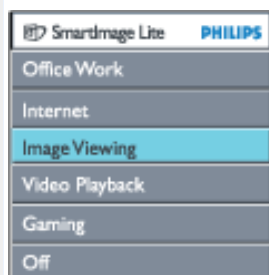 SmartImage Lite PHILIPS
Office Work
Internet
Image Viewing
Video Playback
Gaming
Off